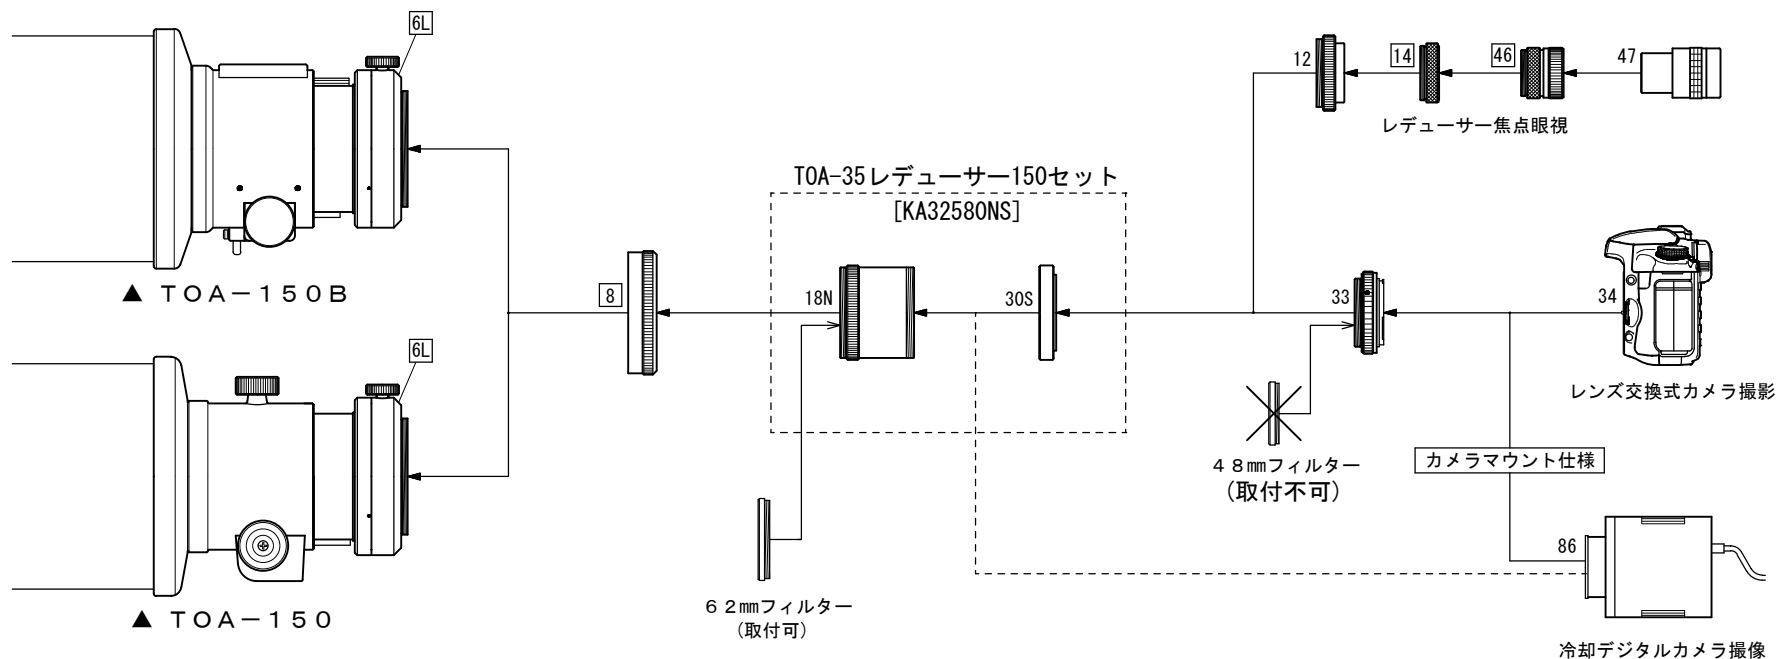 6L
▲ TOA-150B
6L
▲ TOA-150
8
TOA-35レデューサー150セット
[KA32580NS]
18N
30S
62㎜フィルター
(取付可)
12
14
46
47
レデューサー焦点眼視
33
34
レンズ交換式カメラ撮影
48㎜フィルター
(取付不可)
カメラマウント仕様
86
冷却デジタルカメラ撮像